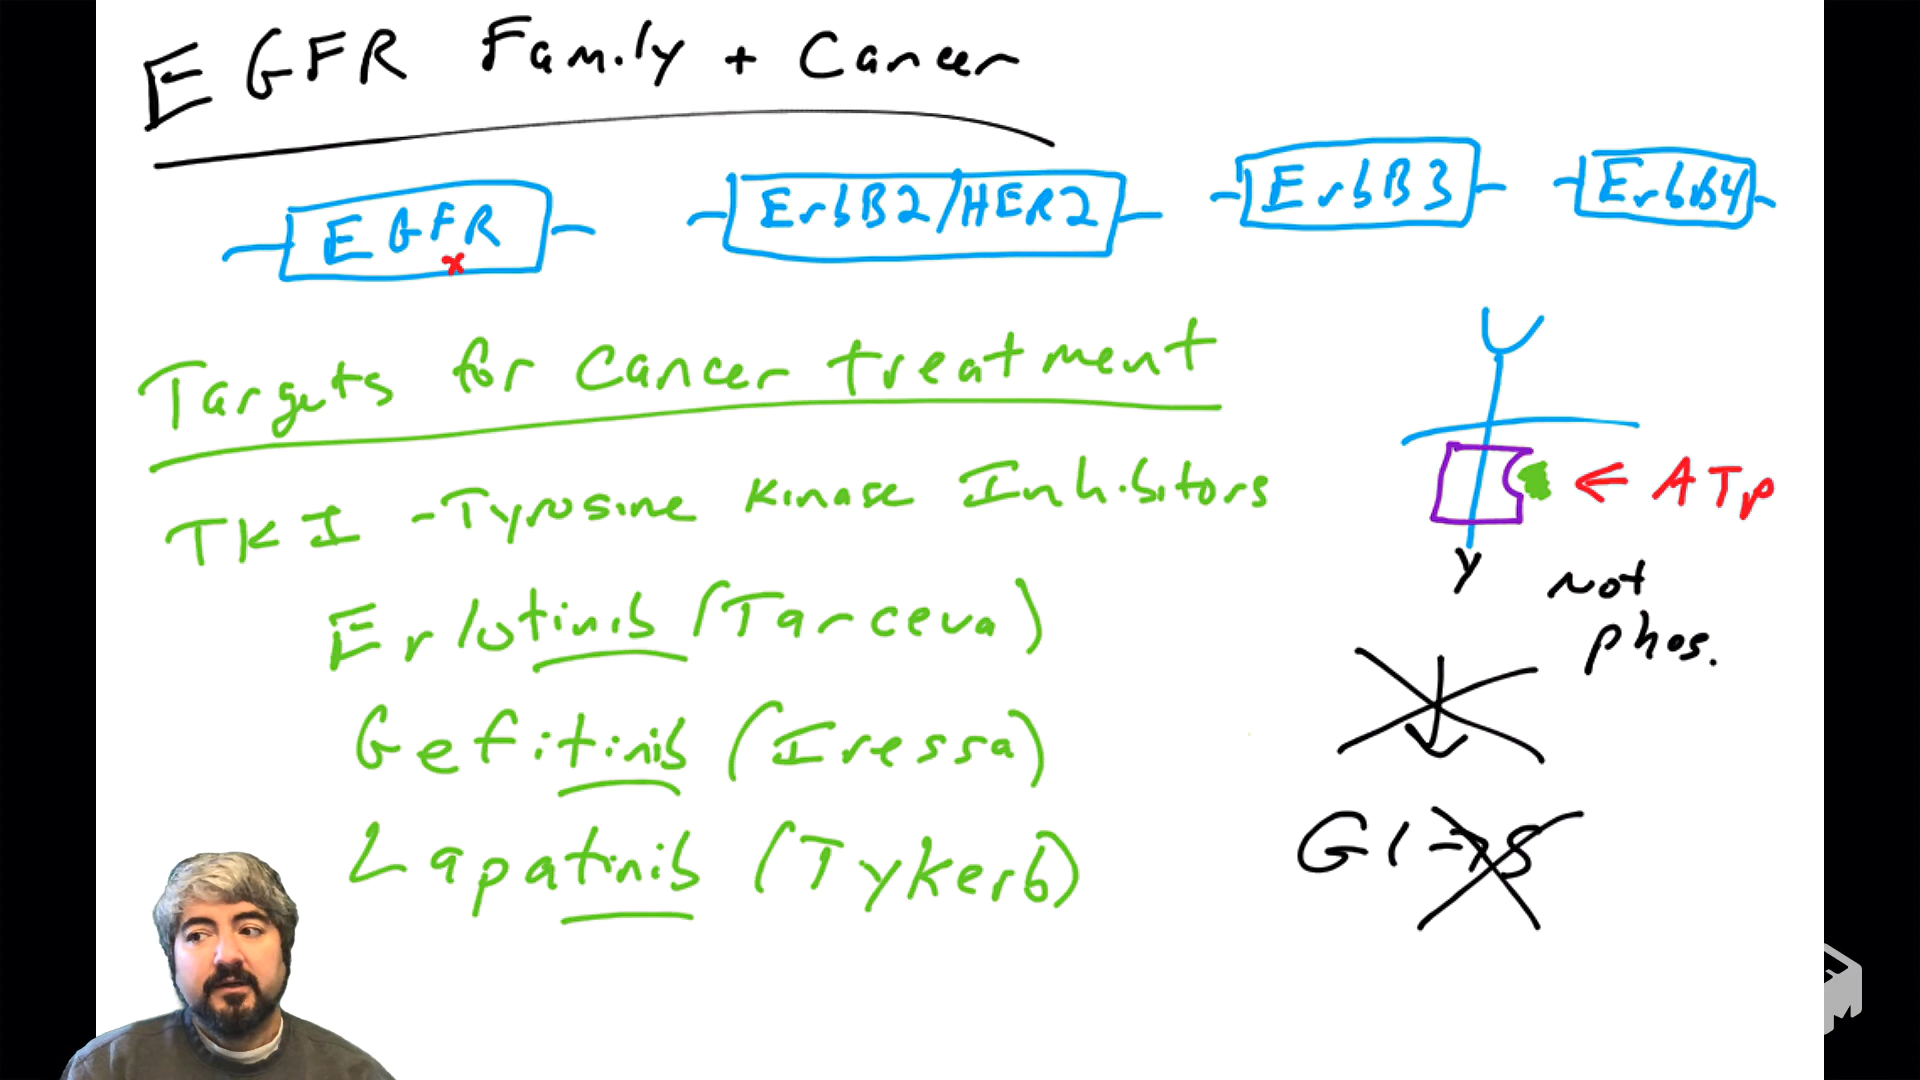 EGFR Family + Cancer
EGFR
ErbB2/HER2
ErbB3
ErbB4
x
Targets for Cancer treatment
TKI - Tyrosine Kinase Inhibitors
Erlotinib (Tarceva)
Gefitinib (Iressa)
Lapatinib (Tykerb)
← ATP
Y
Not
phos.
G1→S